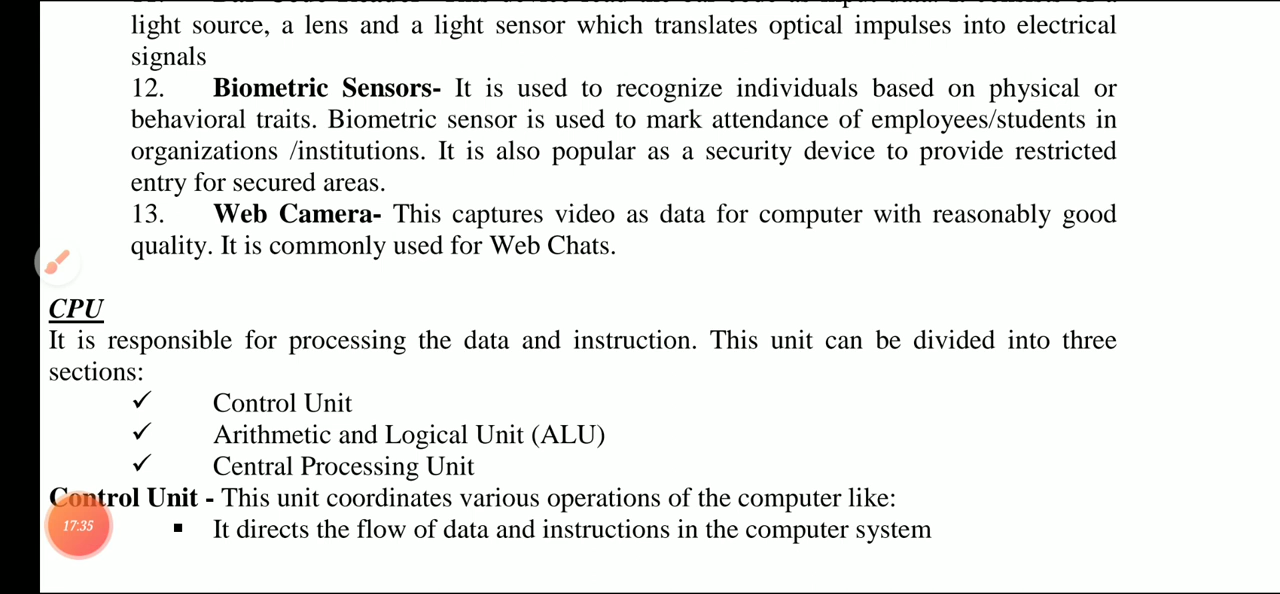 light source, a lens and a light sensor which translates optical impulses into electrical
signals
12. Biometric Sensors- It is used to recognize individuals based on physical or
behavioral traits. Biometric sensor is used to mark attendance of employees/students in
organizations /institutions. It is also popular as a security device to provide restricted
entry for secured areas.
13. Web Camera- This captures video as data for computer with reasonably good
quality. It is commonly used for Web Chats.
CPU
It is responsible for processing the data and instruction. This unit can be divided into three
sections:
✓ Control Unit
✓ Arithmetic and Logical Unit (ALU)
✓ Central Processing Unit
Control Unit - This unit coordinates various operations of the computer like:
17:35
▪ It directs the flow of data and instructions in the computer system